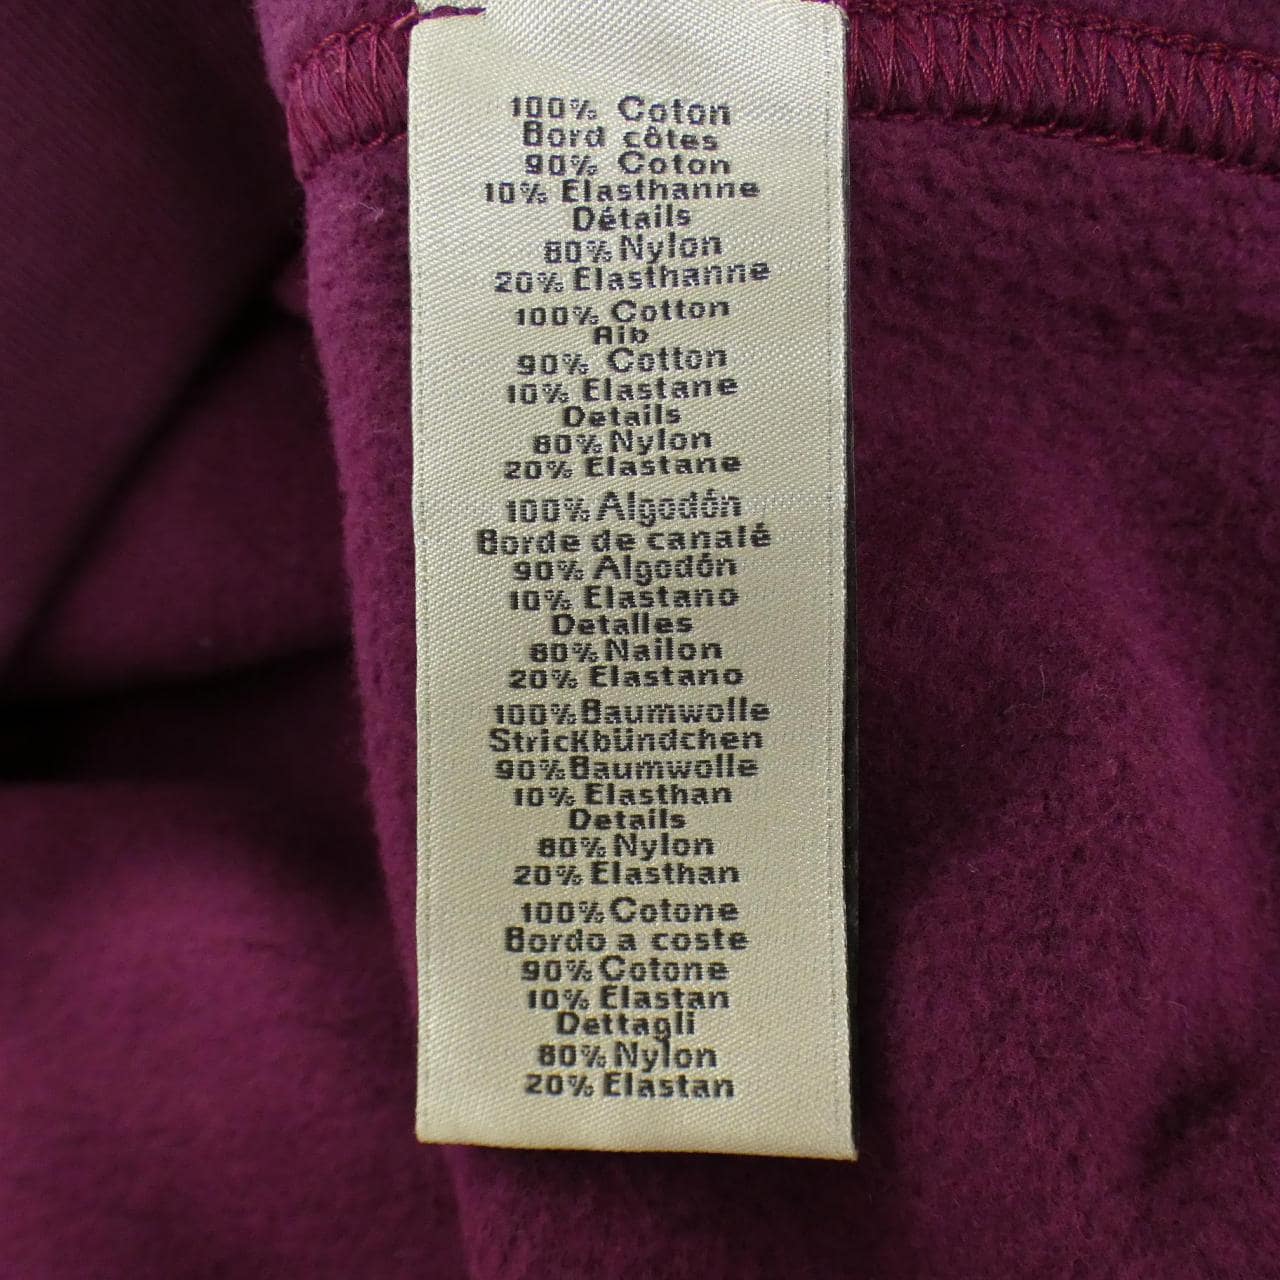 100% Coton
Bord côtes
90% Coton
10% Elasthanne
Détails
80% Nylon
20% Elasthanne
100% Cotton
Rib
90% Cotton
10% Elastane
Details
80% Nylon
20% Elastane
100% Algodón
Borde de canalé
90% Algodón
10% Elastano
Detalles
80% Nailon
20% Elastano
100% Baumwolle
Strickbündchen
90% Baumwolle
10% Elasthan
Details
80% Nylon
20% Elasthan
100% Cotone
Bordo a coste
90% Cotone
10% Elastan
Dettagli
80% Nylon
20% Elastan